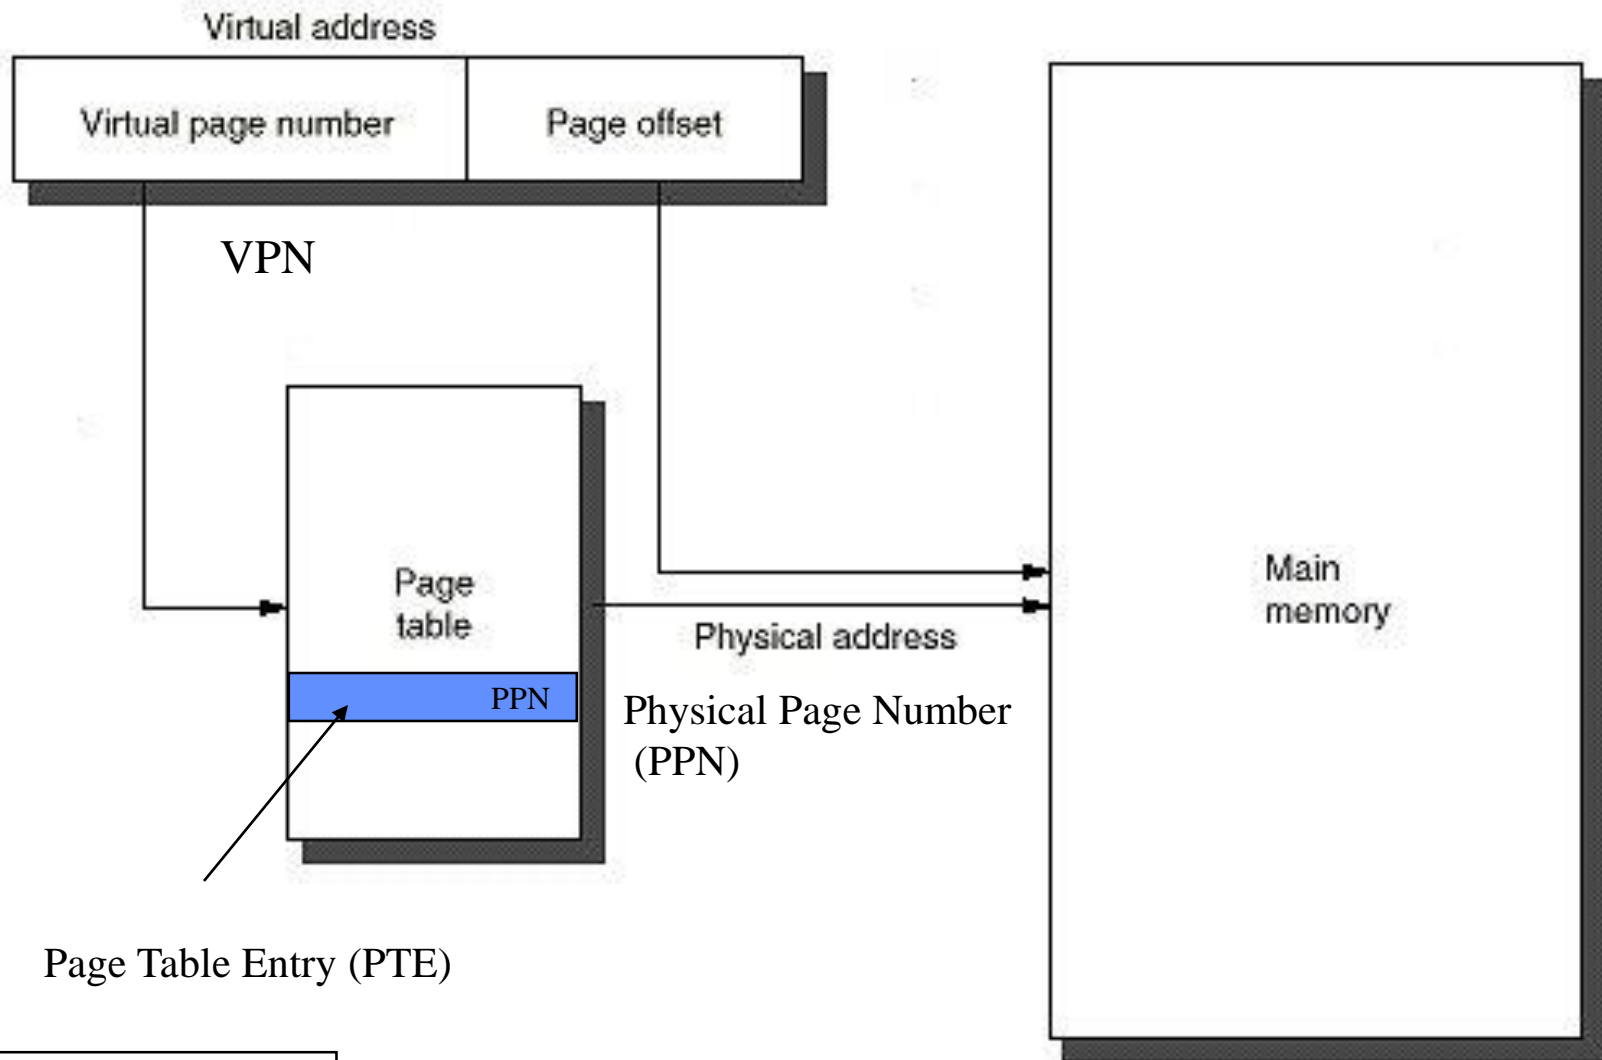 Virtual address
Virtual page number
Page offset
VPN
Page
table
Main
memory
Physical address
PPN
Physical Page Number
(PPN)
Page Table Entry (PTE)